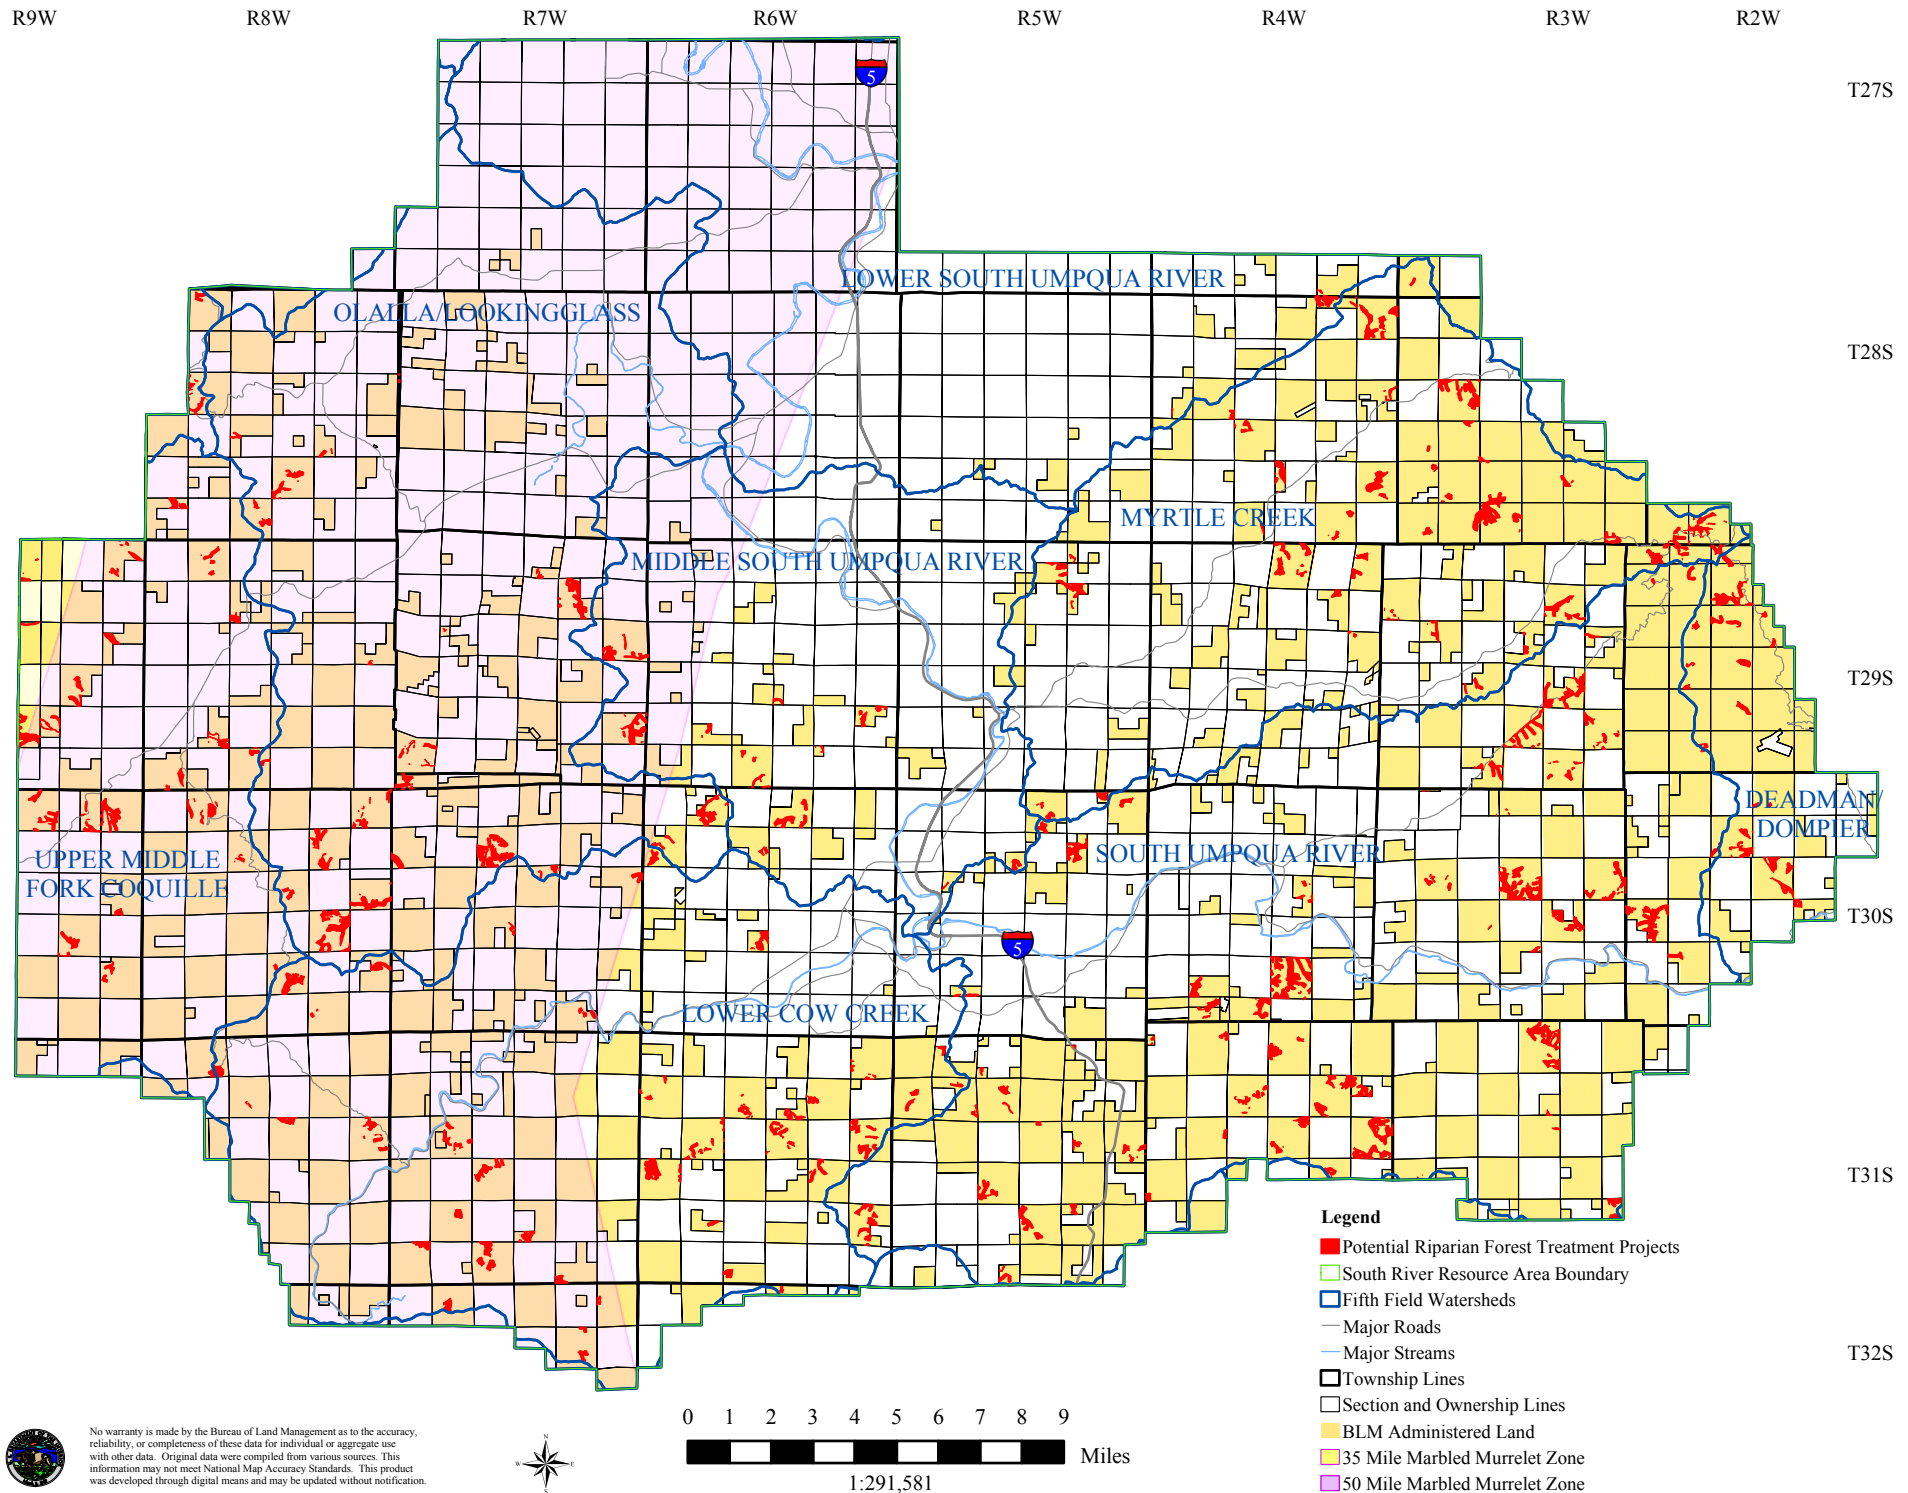 R9W R8W R7W R6W R5W R4W R3W R2W
T27S
T28S
T29S
T30S
T31S
T32S
5
LOWER SOUTH UMPQUA RIVER
OLALLA/LOOKINGGLASS
MYRTLE CREEK
MIDDLE SOUTH UMPQUA RIVER
DEADMAN/
DOMPIER
UPPER MIDDLE
FORK COQUILLE
SOUTH UMPQUA RIVER
5
LOWER COW CREEK
Legend
Potential Riparian Forest Treatment Projects
South River Resource Area Boundary
Fifth Field Watersheds
Major Roads
Major Streams
Township Lines
Section and Ownership Lines
BLM Administered Land
35 Mile Marbled Murrelet Zone
50 Mile Marbled Murrelet Zone
No warranty is made by the Bureau of Land Management as to the accuracy,
reliability, or completeness of these data for individual or aggregate use
with other data. Original data were compiled from various sources. This
information may not meet National Map Accuracy Standards. This product
was developed through digital means and may be updated without notification.
N
E
S
W
0 1 2 3 4 5 6 7 8 9
Miles
1:291,581